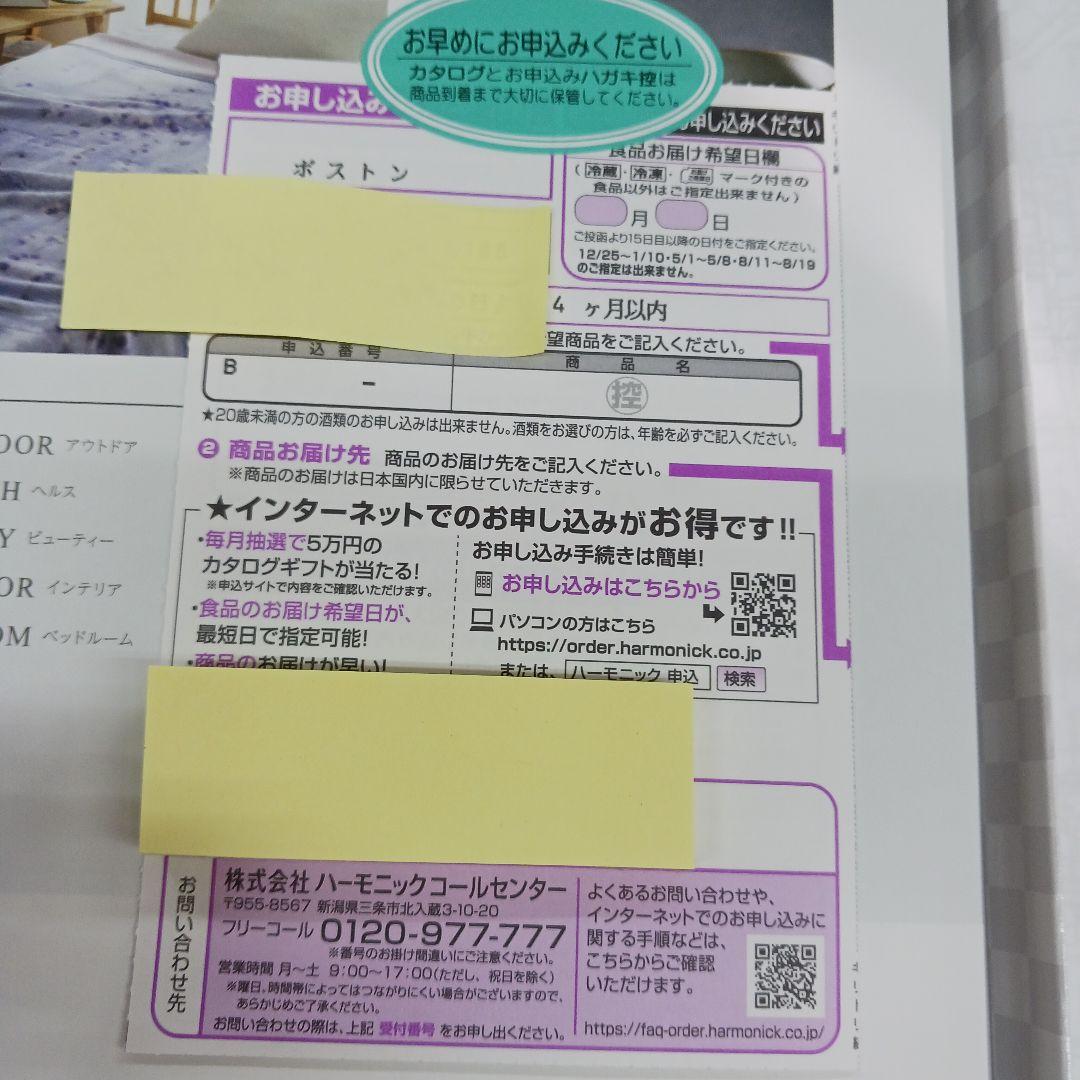 お早めにお申込みください
カタログとお申込みハガキ控は
商品到着まで大切に保管してください。
お申し込み
申し込みください
ボストン
食品お届け希望日欄
(冷蔵・冷凍・ マーク付きの
食品以外はご指定出来ません)
月 日
ご投函より15日目以降の日付をご指定ください。
12/25~1/10・5/1~5/8・8/11~8/19
のご指定は出来ません。
4 ヶ月以内
望商品をご記入ください。
申込番号 商品名
B − 控
★20歳未満の方の酒類のお申し込みは出来ません。酒類をお選びの方は、年齢を必ずご記入ください。
❷ 商品お届け先 商品のお届け先をご記入ください。
※商品のお届けは日本国内に限らせていただきます。
★インターネットでのお申し込みがお得です!!
・毎月抽選で5万円の
カタログギフトが当たる!
※申込サイトで内容をご確認いただけます。
・食品のお届け希望日が、
最短日で指定可能!
・商品のお届けが早い!
お申し込み手続きは簡単!
お申し込みはこちらから
パソコンの方はこちら
https://order.harmonick.co.jp
または、 ハーモニック 申込 検索
お問い合わせ先
株式会社 ハーモニックコールセンター
〒955-8567 新潟県三条市北入蔵3-10-20
フリーコール 0120-977-777
※番号のお掛け間違いにご注意ください。
営業時間 月~土 9:00~17:00(ただし、祝日を除く)
※曜日、時間帯によってはつながりにくい場合がございますので、
あらかじめご了承ください。
お問い合わせの際は、上記 受付番号 をお申し出ください。
よくあるお問い合わせや、
インターネットでのお申し込みに
関する手順などは、
こちらからご確認
いただけます。
https://faq-order.harmonick.co.jp/
OOR アウトドア
H ヘルス
Y ビューティー
OR インテリア
OM ベッドルーム